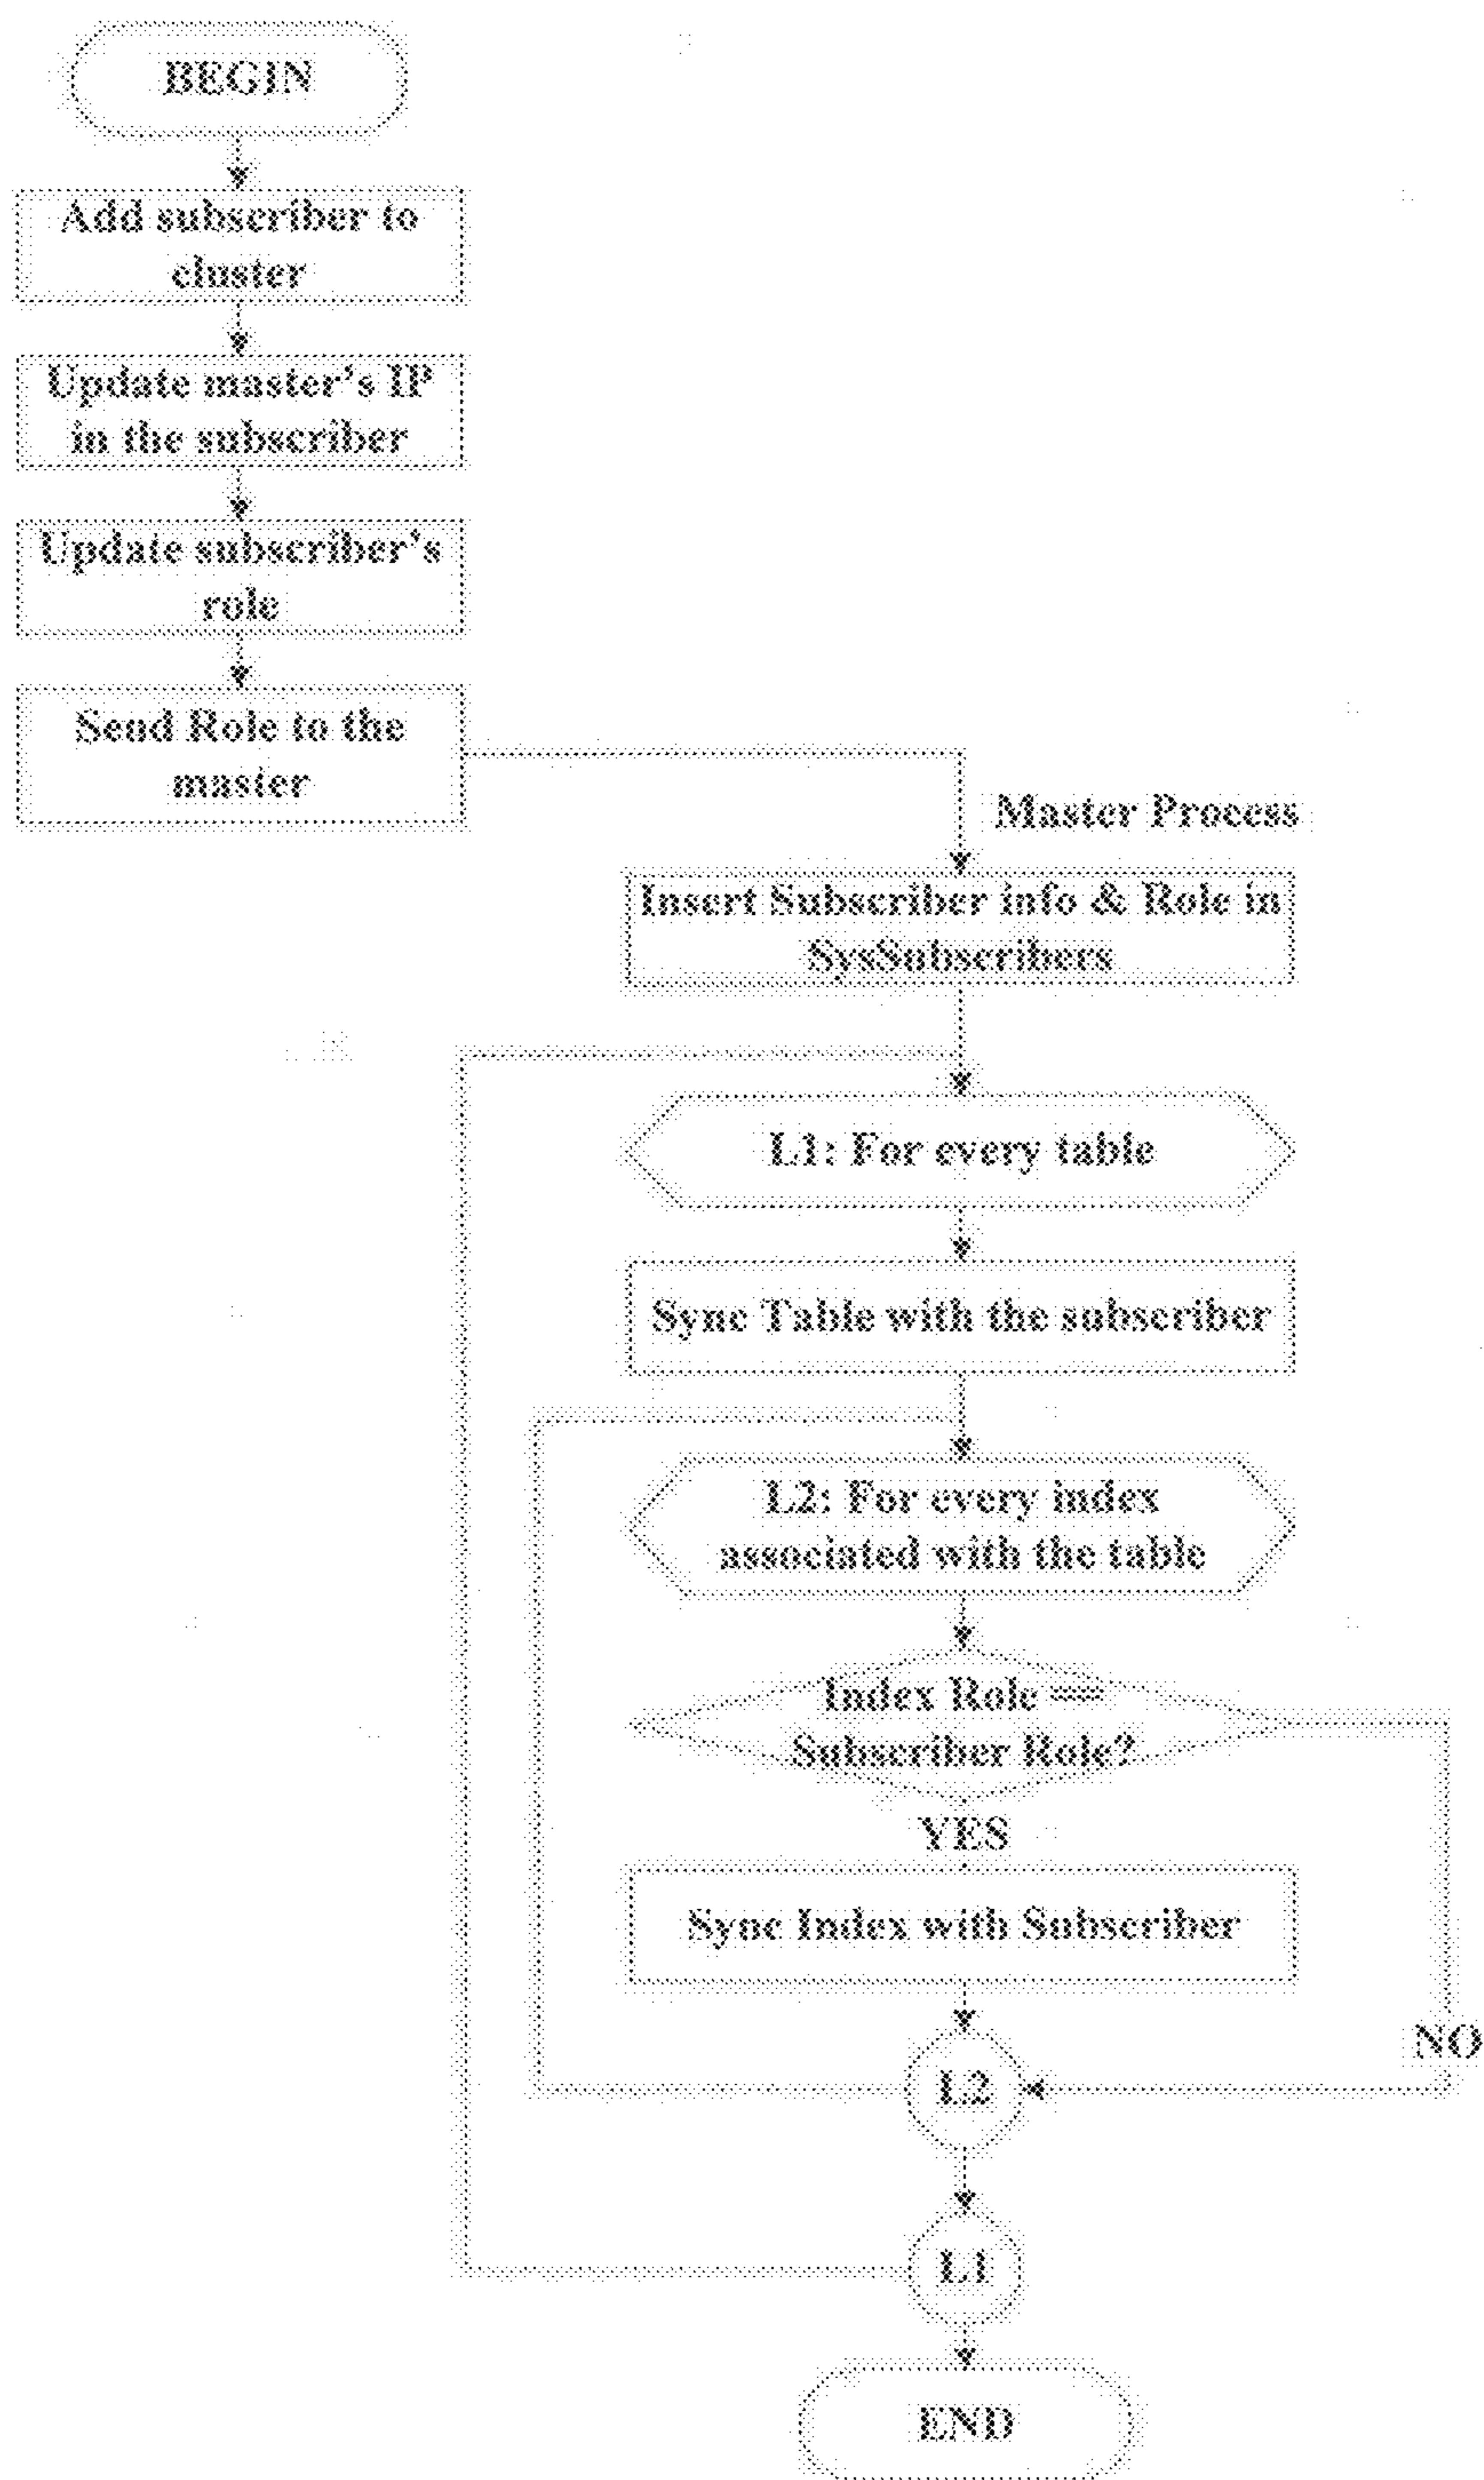 BEGIN
Add subscriber to
cluster
Update master's IP
in the subscriber
Update subscriber's
role
Send Role to the
master
Master Process
Insert Subscriber info & Role in
SysSubscribers
L1: For every table
Sync Table with the subscriber
L2: For every index
associated with the table
Index Role ==
Subscriber Role?
YES
Sync Index with Subscriber
NO
L2
L1
END